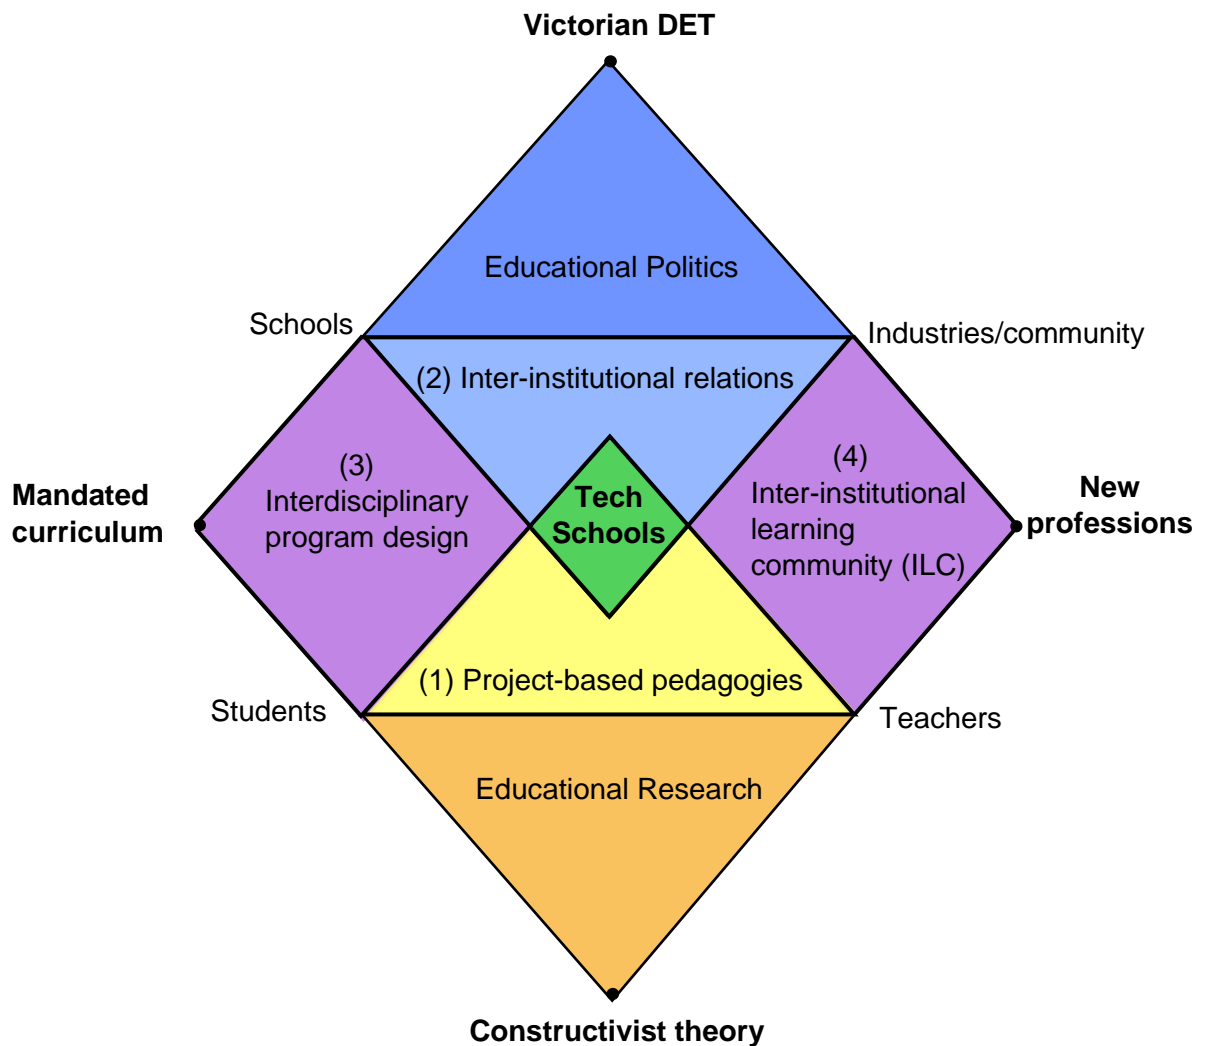 Victorian DET
Educational Politics
Schools
Industries/community
(2) Inter-institutional relations
Mandated
curriculum
(3)
Interdisciplinary
program design
Tech
Schools
(4)
Inter-institutional
learning
community (ILC)
New
professions
(1) Project-based pedagogies
Students
Teachers
Educational Research
Constructivist theory